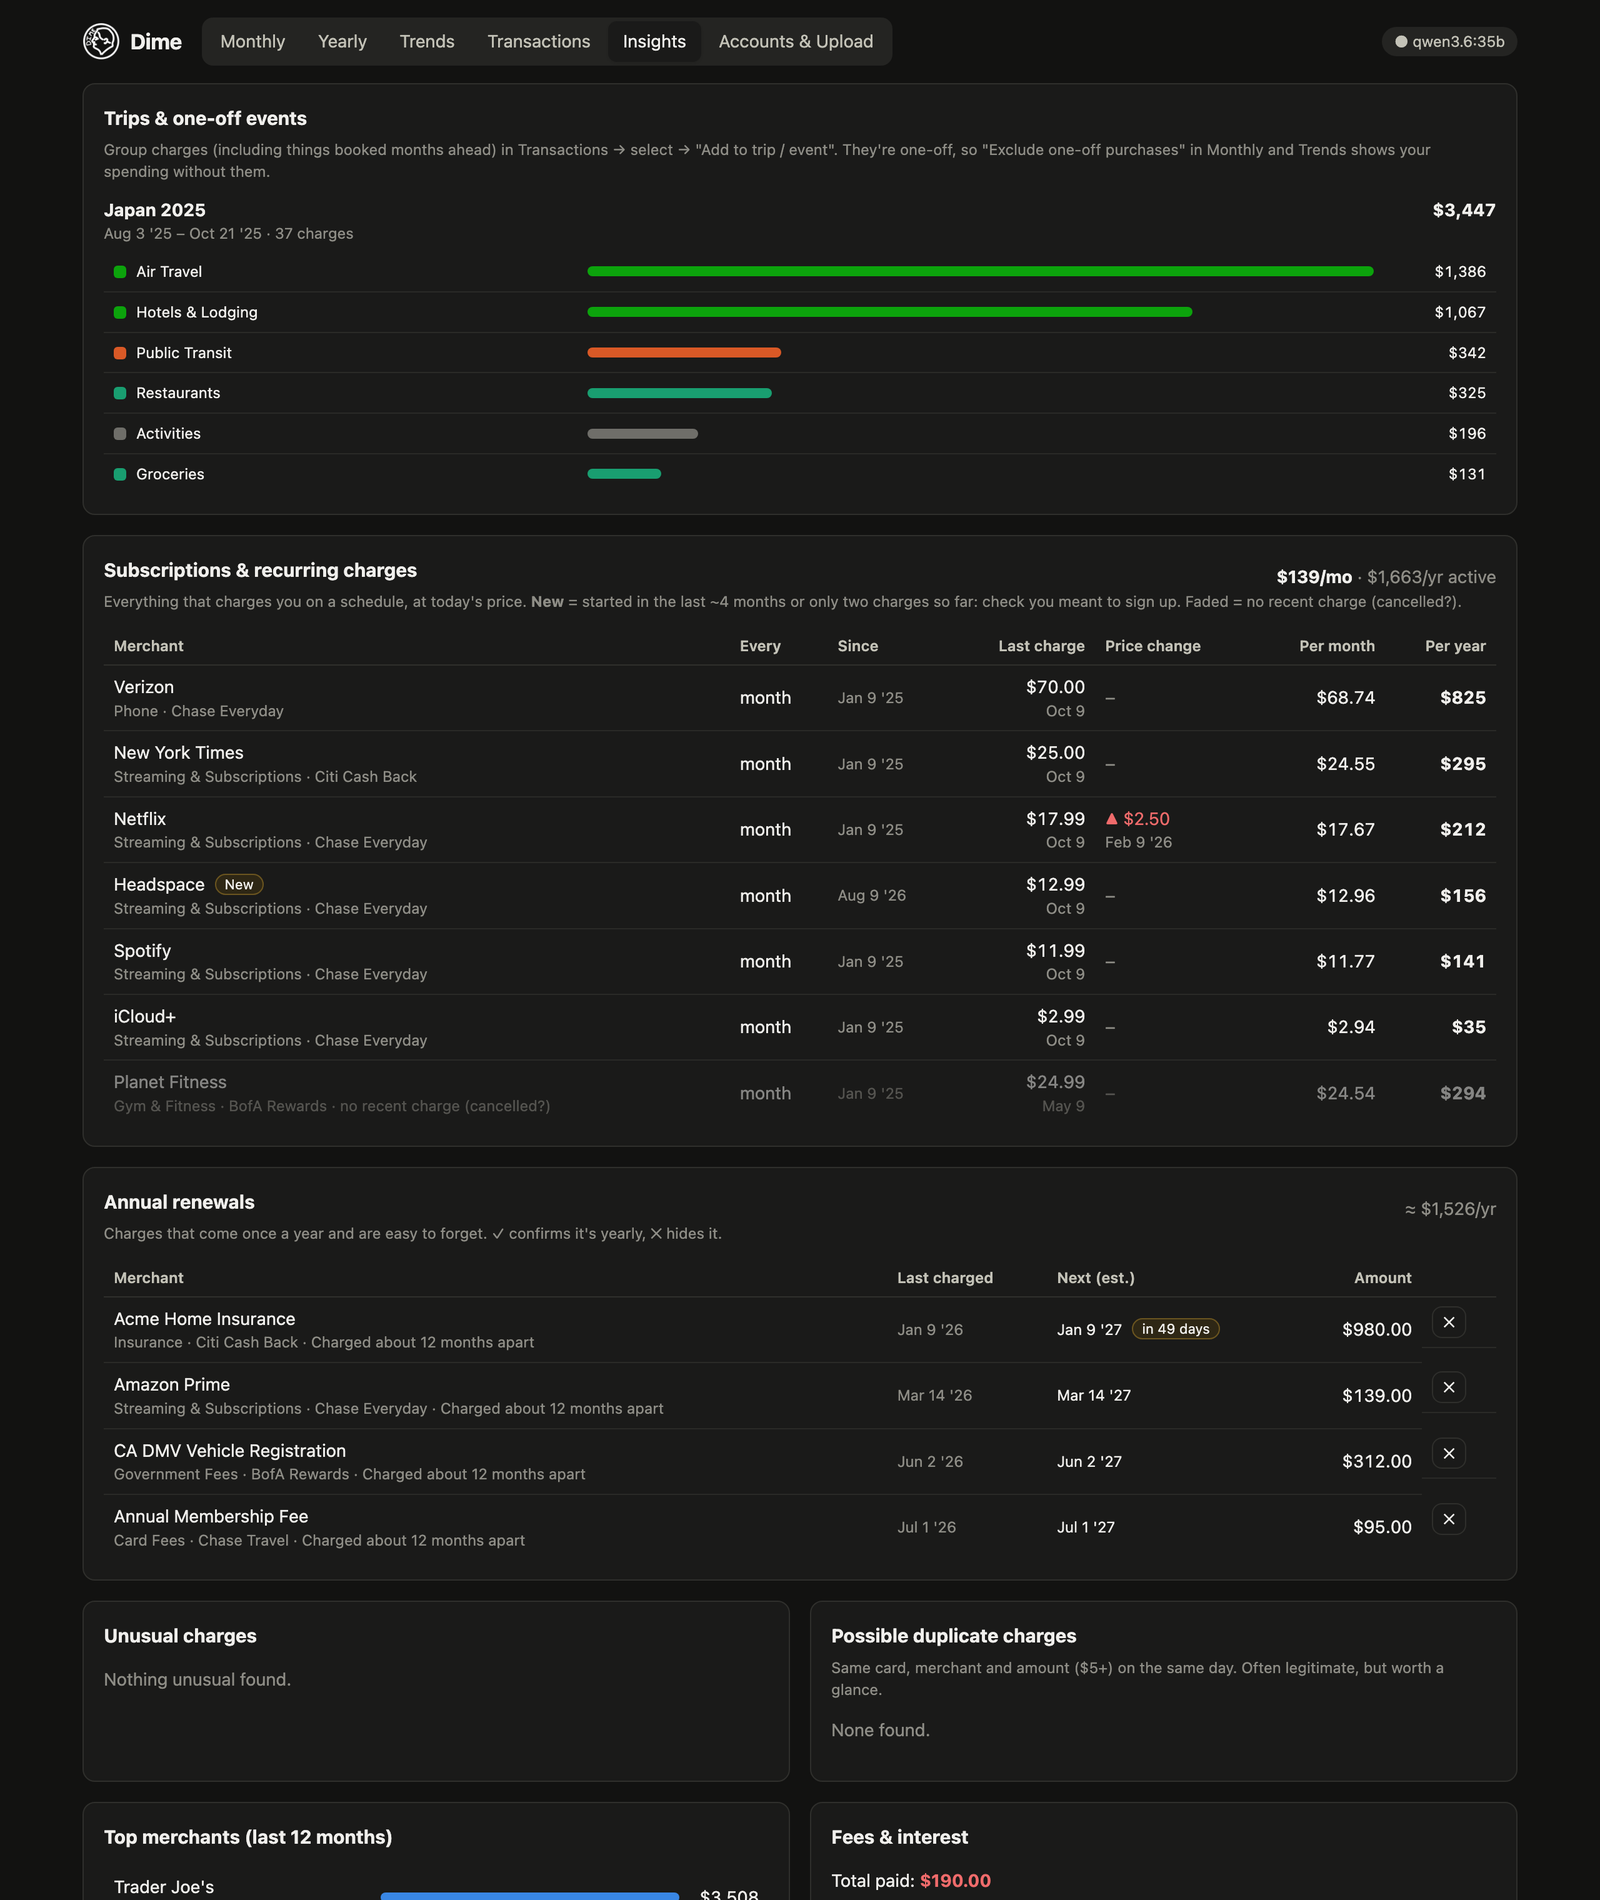 Dime
Monthly Yearly Trends Transactions Insights Accounts & Upload
qwen3.6:35b
Trips & one-off events
Group charges (including things booked months ahead) in Transactions → select → "Add to trip / event". They're one-off, so "Exclude one-off purchases" in Monthly and Trends shows your
spending without them.
Japan 2025 $3,447
Aug 3 '25 – Oct 21 '25 · 37 charges
Air Travel $1,386
Hotels & Lodging $1,067
Public Transit $342
Restaurants $325
Activities $196
Groceries $131
Subscriptions & recurring charges $139/mo · $1,663/yr active
Everything that charges you on a schedule, at today's price. New = started in the last ~4 months or only two charges so far: check you meant to sign up. Faded = no recent charge (cancelled?).
Merchant Every Since Last charge Price change Per month Per year
Verizon $70.00
month Jan 9 '25 – $68.74 $825
Phone · Chase Everyday Oct 9
New York Times $25.00
month Jan 9 '25 – $24.55 $295
Streaming & Subscriptions · Citi Cash Back Oct 9
Netflix $17.99 ▲ $2.50
month Jan 9 '25 $17.67 $212
Streaming & Subscriptions · Chase Everyday Oct 9 Feb 9 '26
Headspace New $12.99
month Aug 9 '26 – $12.96 $156
Streaming & Subscriptions · Chase Everyday Oct 9
Spotify $11.99
month Jan 9 '25 – $11.77 $141
Streaming & Subscriptions · Chase Everyday Oct 9
iCloud+ $2.99
month Jan 9 '25 – $2.94 $35
Streaming & Subscriptions · Chase Everyday Oct 9
Planet Fitness $24.99
month Jan 9 '25 – $24.54 $294
Gym & Fitness · BofA Rewards · no recent charge (cancelled?) May 9
Annual renewals ≈ $1,526/yr
Charges that come once a year and are easy to forget. ✓ confirms it's yearly, ✕ hides it.
Merchant Last charged Next (est.) Amount
Acme Home Insurance
Jan 9 '26 Jan 9 '27 in 49 days $980.00 ✕
Insurance · Citi Cash Back · Charged about 12 months apart
Amazon Prime
Mar 14 '26 Mar 14 '27 $139.00 ✕
Streaming & Subscriptions · Chase Everyday · Charged about 12 months apart
CA DMV Vehicle Registration
Jun 2 '26 Jun 2 '27 $312.00 ✕
Government Fees · BofA Rewards · Charged about 12 months apart
Annual Membership Fee
Jul 1 '26 Jul 1 '27 $95.00 ✕
Card Fees · Chase Travel · Charged about 12 months apart
Unusual charges
Nothing unusual found.
Possible duplicate charges
Same card, merchant and amount ($5+) on the same day. Often legitimate, but worth a
glance.
None found.
Top merchants (last 12 months)
Trader Joe's $3,508
Fees & interest
Total paid: $190.00